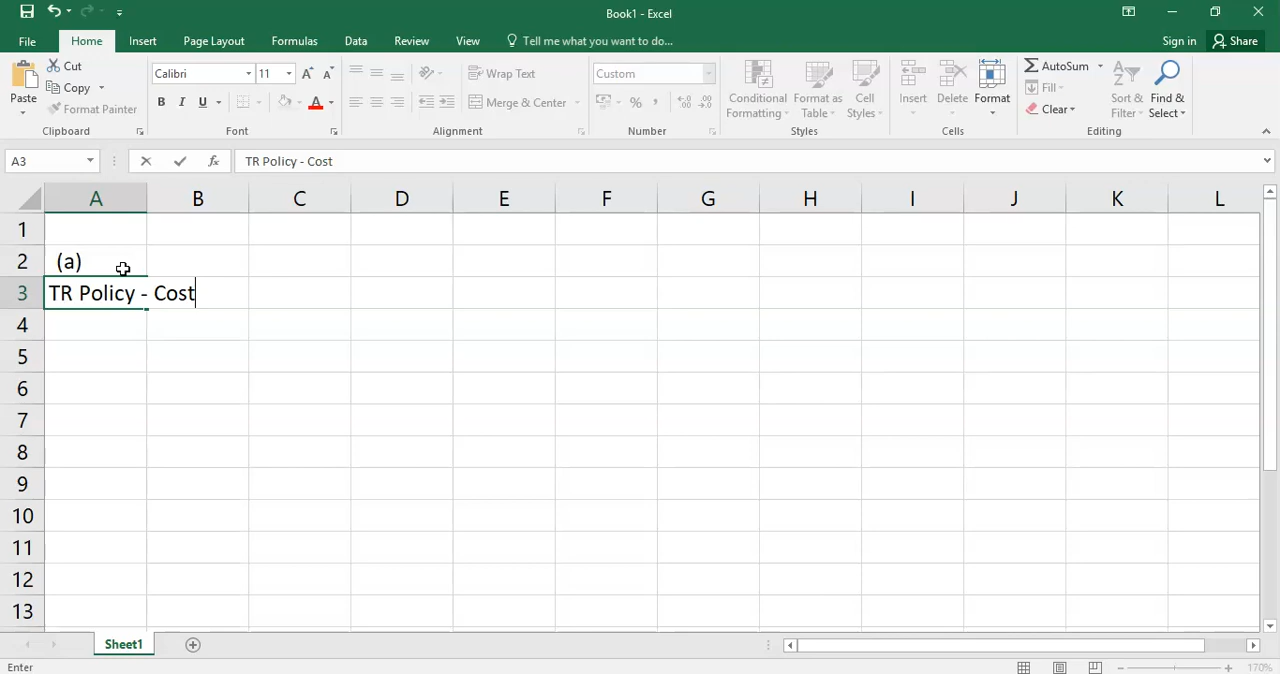 Book1 - Excel
File Home Insert Page Layout Formulas Data Review View Tell me what you want to do... Sign in Share
Paste Cut Copy Format Painter Clipboard
Calibri 11 B I U A Font
Wrap Text Merge & Center Alignment
Custom % Number
Conditional Formatting Format as Table Cell Styles Styles
Insert Delete Format Cells
AutoSum Fill Clear Sort & Filter Find & Select Editing
A3 fx TR Policy - Cost
A B C D E F G H I J K L
1
2 (a)
3 TR Policy - Cost
4
5
6
7
8
9
10
11
12
13
Sheet1
Enter 170%